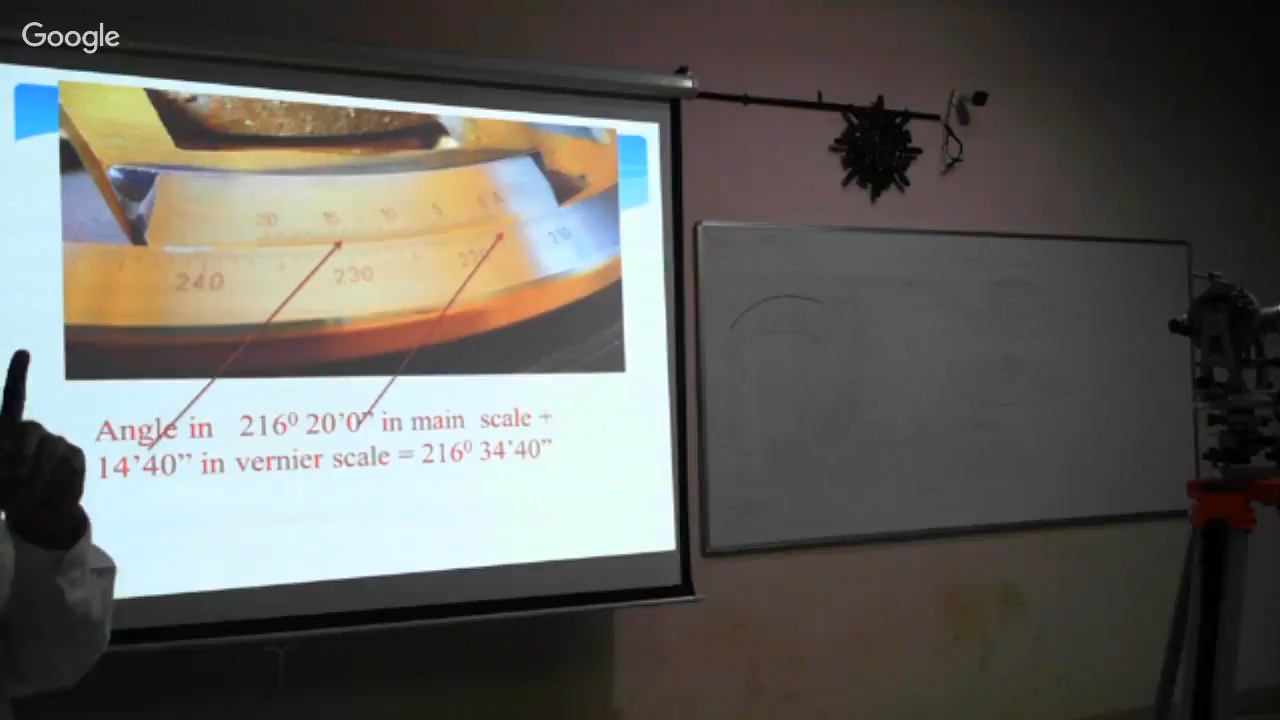 Google
20 15 10 5 A
240 230 210
Angle in 216⁰ 20’0” in main scale +
14’40” in vernier scale = 216⁰ 34’40”